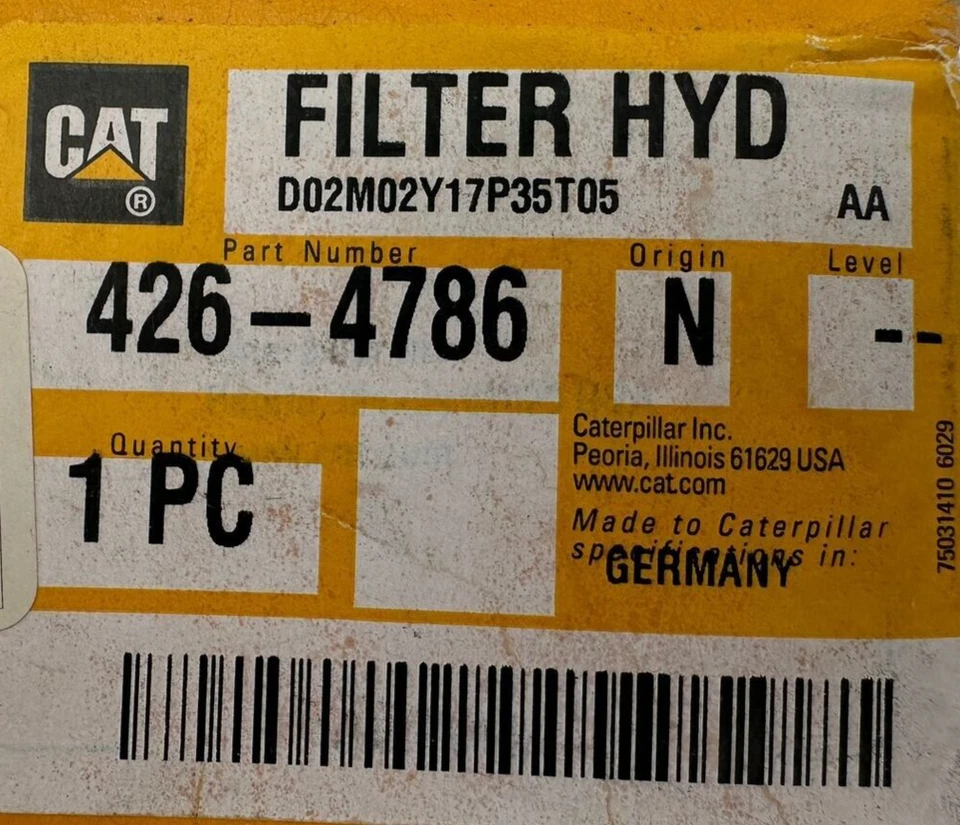 CAT
®
FILTER HYD
D02M02Y17P35T05 AA
Part Number Origin Level
426-4786 N --
Quantity
1 PC
Caterpillar Inc.
Peoria, Illinois 61629 USA
www.cat.com
Made to Caterpillar
specifications in:
GERMANY
75031410 6029